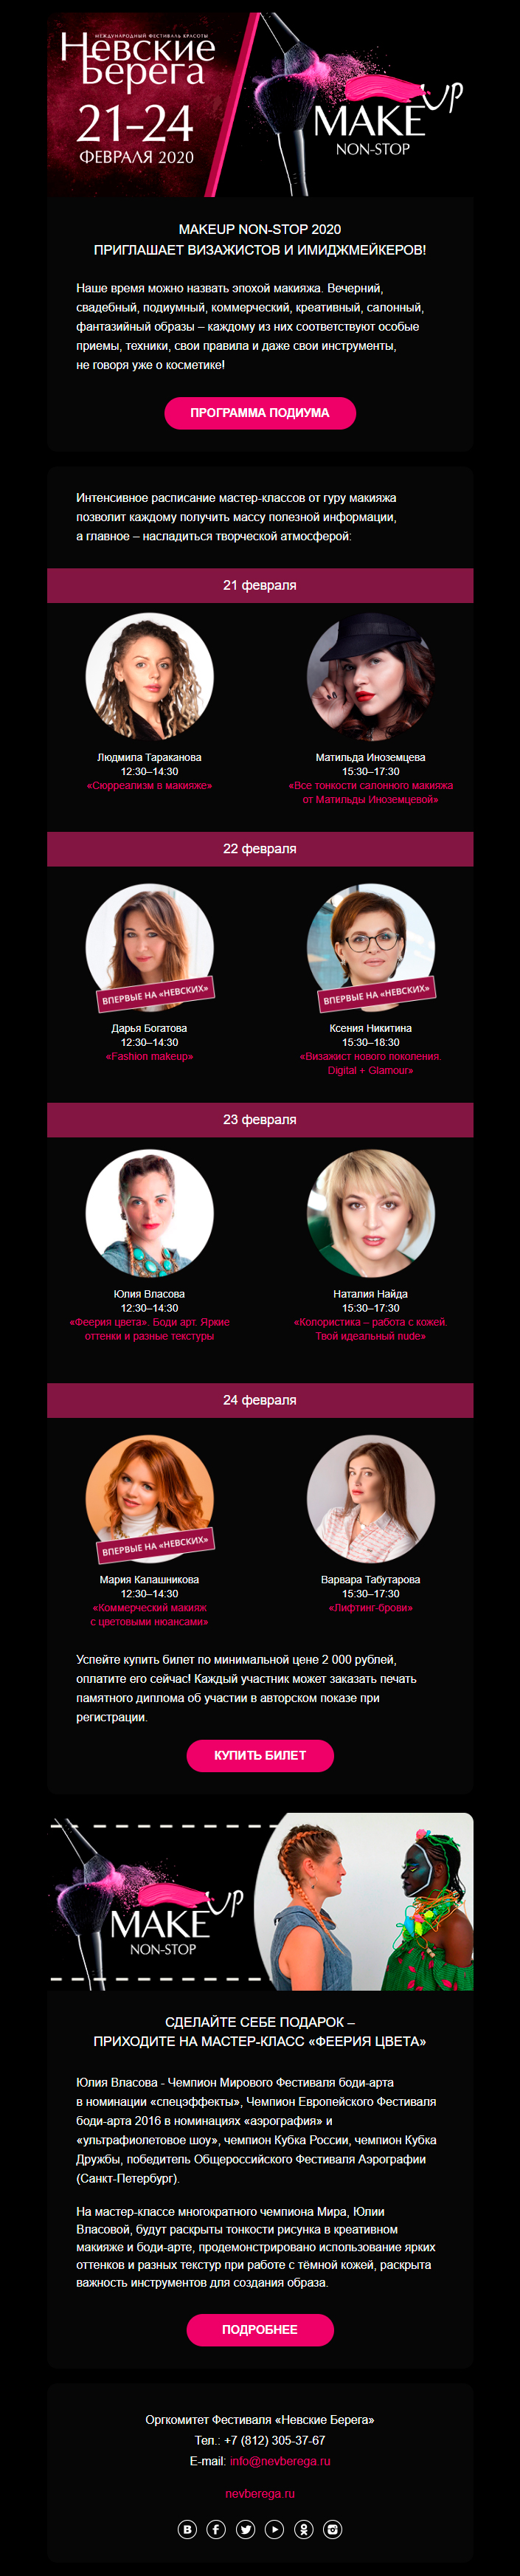 МЕЖДУНАРОДНЫЙ ФЕСТИВАЛЬ КРАСОТЫ
Невские
Берега
21–24
ФЕВРАЛЯ 2020
MAKE UP
NON-STOP
MAKEUP NON-STOP 2020
ПРИГЛАШАЕТ ВИЗАЖИСТОВ И ИМИДЖМЕЙКЕРОВ!
Наше время можно назвать эпохой макияжа. Вечерний,
свадебный, подиумный, коммерческий, креативный, салонный,
фантазийный образы – каждому из них соответствуют особые
приемы, техники, свои правила и даже свои инструменты,
не говоря уже о косметике!
ПРОГРАММА ПОДИУМА
Интенсивное расписание мастер-классов от гуру макияжа
позволит каждому получить массу полезной информации,
а главное – насладиться творческой атмосферой:
21 февраля
Людмила Тараканова
12:30–14:30
«Сюрреализм в макияже»
Матильда Иноземцева
15:30–17:30
«Все тонкости салонного макияжа
от Матильды Иноземцевой»
22 февраля
ВПЕРВЫЕ НА «НЕВСКИХ»
Дарья Богатова
12:30–14:30
«Fashion makeup»
ВПЕРВЫЕ НА «НЕВСКИХ»
Ксения Никитина
15:30–18:30
«Визажист нового поколения.
Digital + Glamour»
23 февраля
Юлия Власова
12:30–14:30
«Феерия цвета». Боди арт. Яркие
оттенки и разные текстуры
Наталия Найда
15:30–17:30
«Колористика – работа с кожей.
Твой идеальный nude»
24 февраля
ВПЕРВЫЕ НА «НЕВСКИХ»
Мария Калашникова
12:30–14:30
«Коммерческий макияж
с цветовыми нюансами»
Варвара Табутарова
15:30–17:30
«Лифтинг-брови»
Успейте купить билет по минимальной цене 2 000 рублей,
оплатите его сейчас! Каждый участник может заказать печать
памятного диплома об участии в авторском показе при
регистрации.
КУПИТЬ БИЛЕТ
MAKE UP
NON-STOP
СДЕЛАЙТЕ СЕБЕ ПОДАРОК –
ПРИХОДИТЕ НА МАСТЕР-КЛАСС «ФЕЕРИЯ ЦВЕТА»
Юлия Власова - Чемпион Мирового Фестиваля боди-арта
в номинации «спецэффекты», Чемпион Европейского Фестиваля
боди-арта 2016 в номинациях «аэрография» и
«ультрафиолетовое шоу», чемпион Кубка России, чемпион Кубка
Дружбы, победитель Общероссийского Фестиваля Аэрографии
(Санкт-Петербург).
На мастер-классе многократного чемпиона Мира, Юлии
Власовой, будут раскрыты тонкости рисунка в креативном
макияже и боди-арте, продемонстрировано использование ярких
оттенков и разных текстур при работе с тёмной кожей, раскрыта
важность инструментов для создания образа.
ПОДРОБНЕЕ
Оргкомитет Фестиваля «Невские Берега»
Тел.: +7 (812) 305-37-67
E-mail: info@nevberega.ru
nevberega.ru